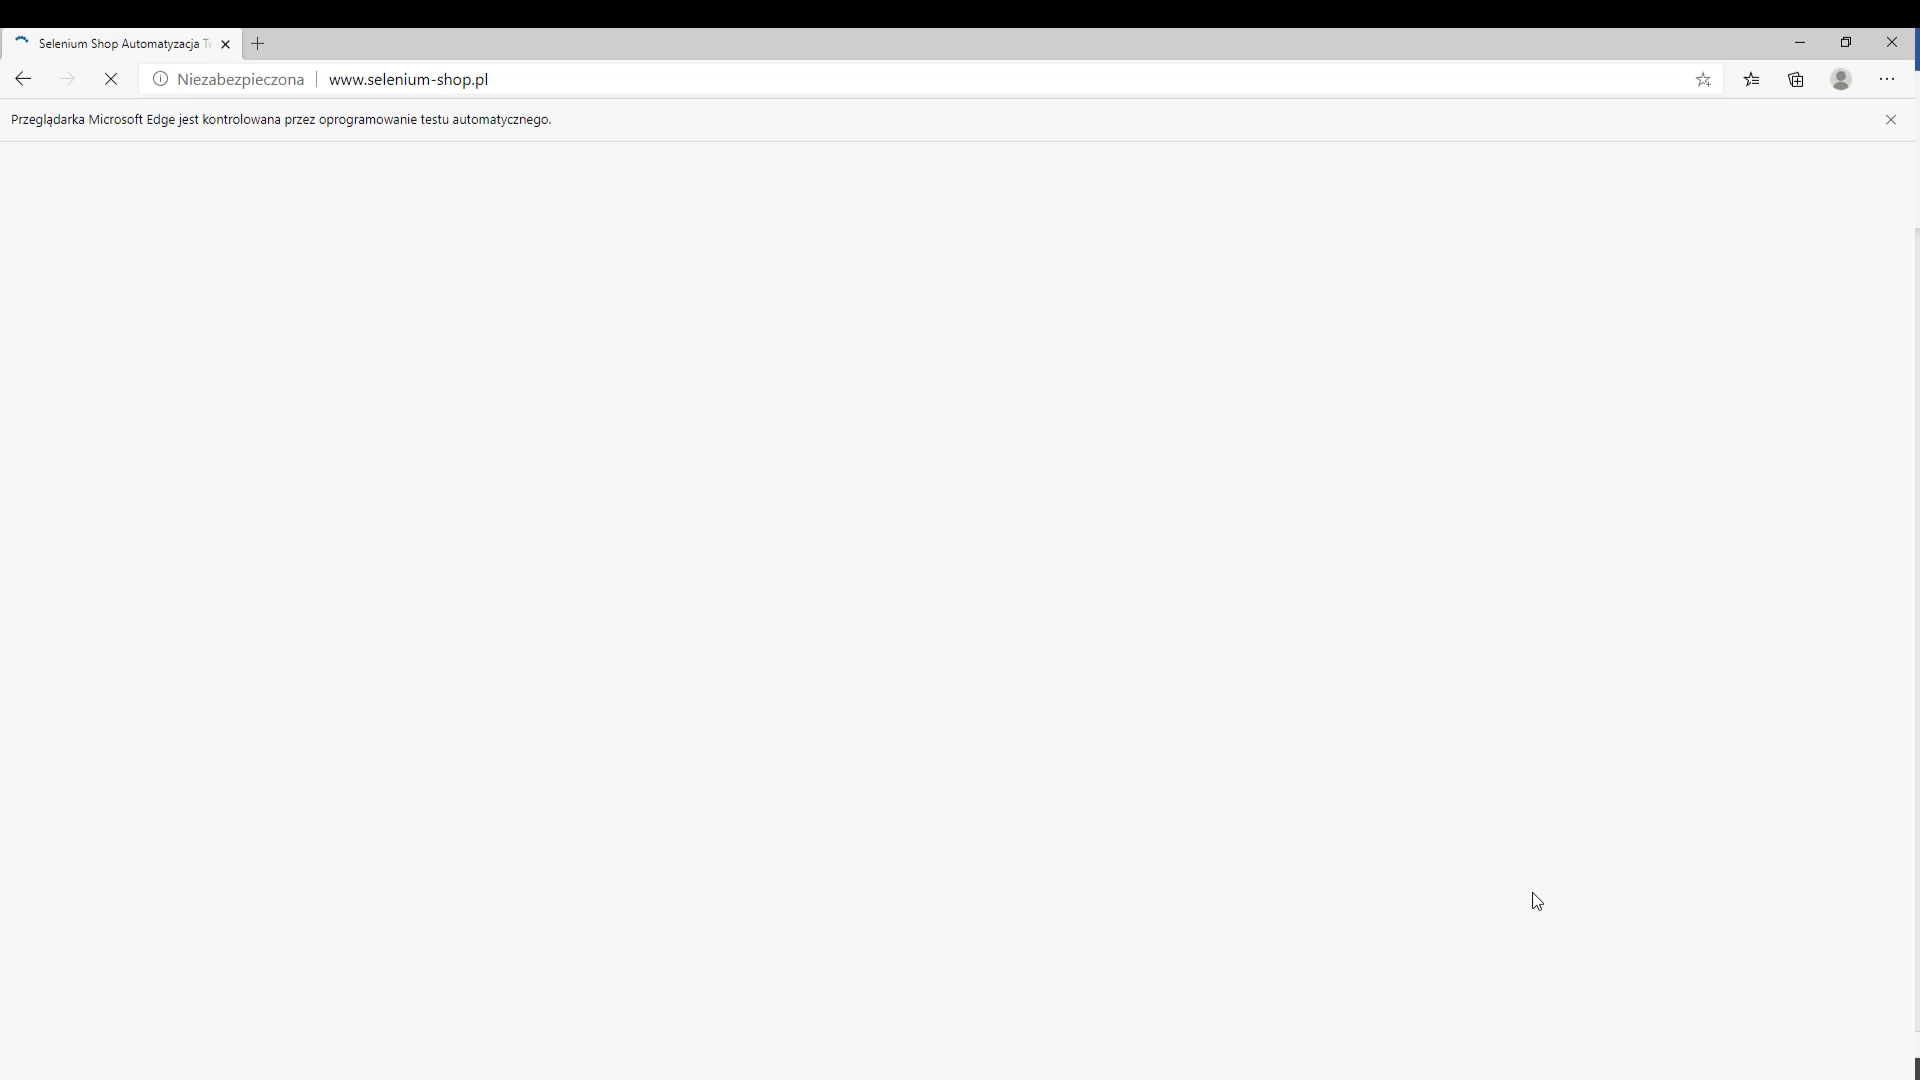 Selenium Shop Automatyzacja
Niezabezpieczona www.selenium-shop.pl
Przeglądarka Microsoft Edge jest kontrolowana przez oprogramowanie testu automatycznego.